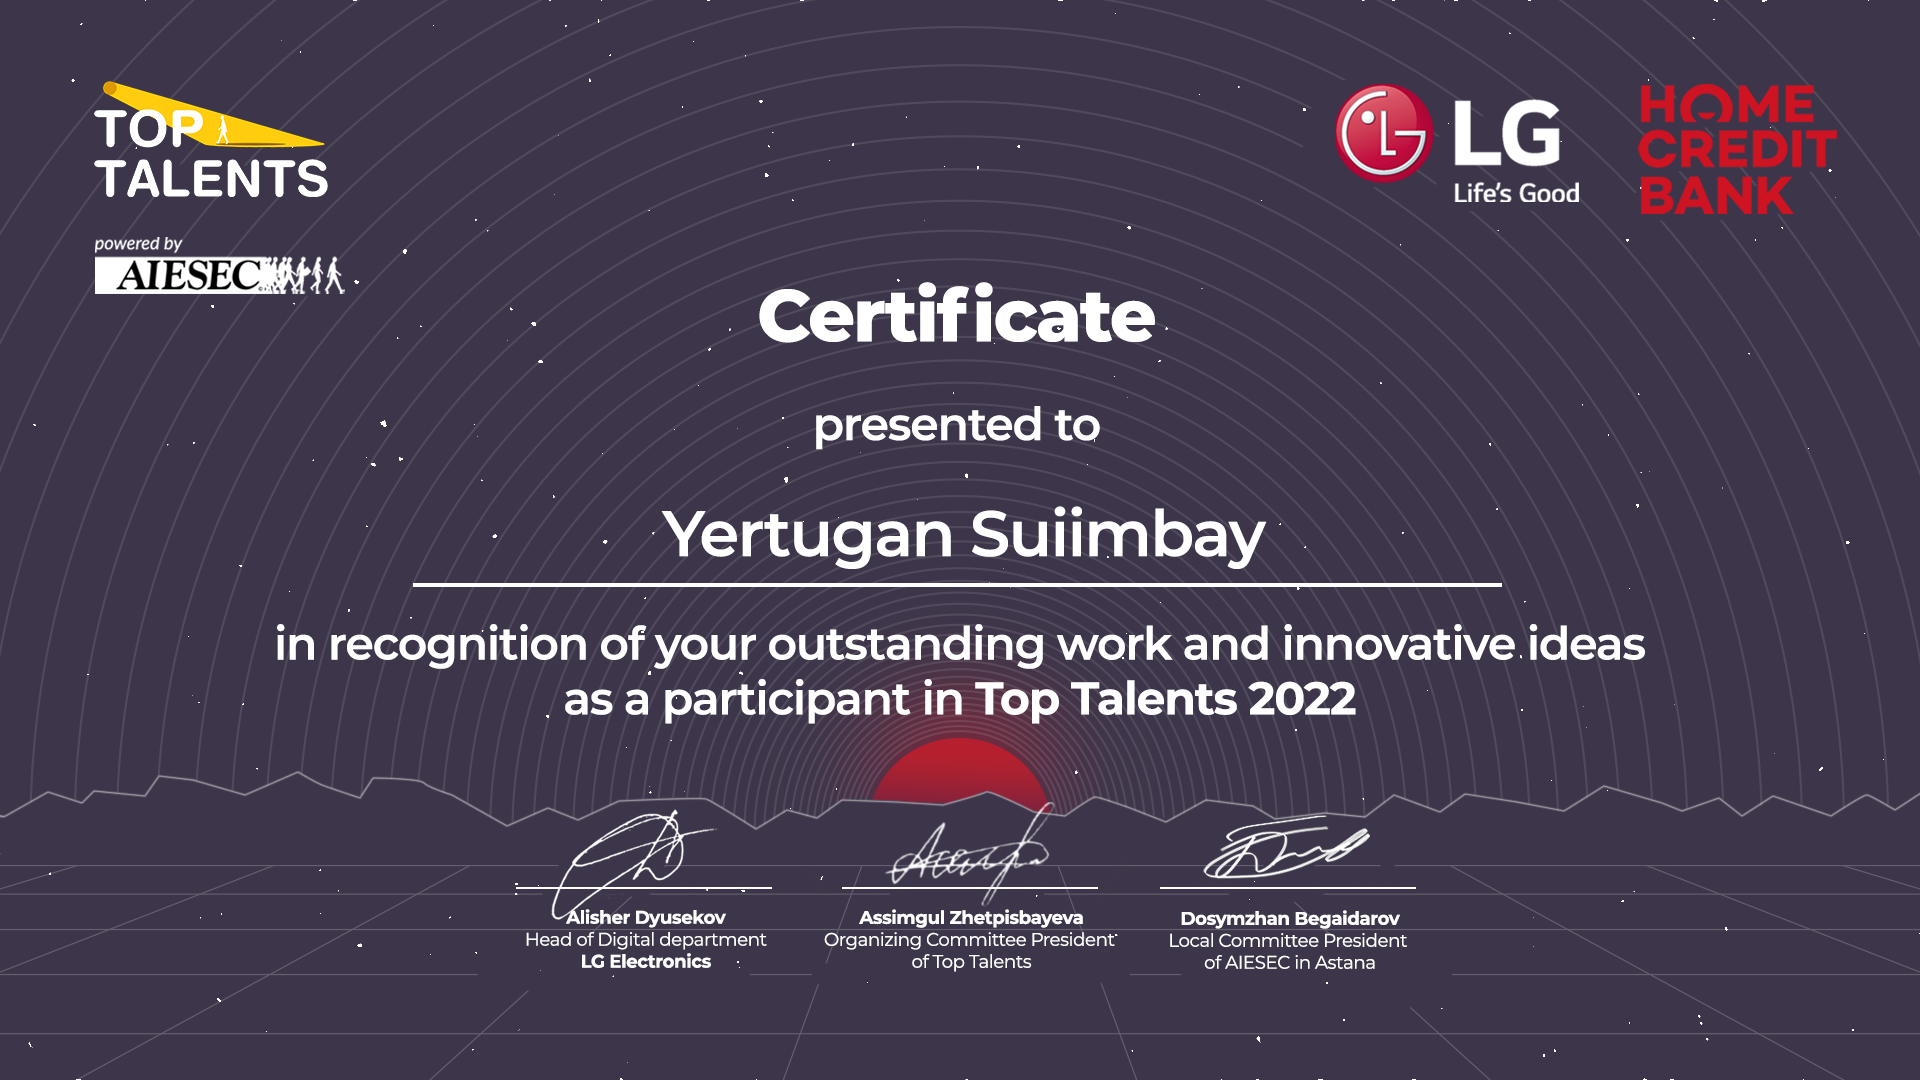 TOP
TALENTS
powered by
AIESEC
LG
Life's Good
HOME
CREDIT
BANK
Certificate
presented to
Yertugan Suiimbay
in recognition of your outstanding work and innovative ideas
as a participant in Top Talents 2022
Alisher Dyusekov
Head of Digital department
LG Electronics
Assimgul Zhetpisbayeva
Organizing Committee President
of Top Talents
Dosymzhan Begaidarov
Local Committee President
of AIESEC in Astana